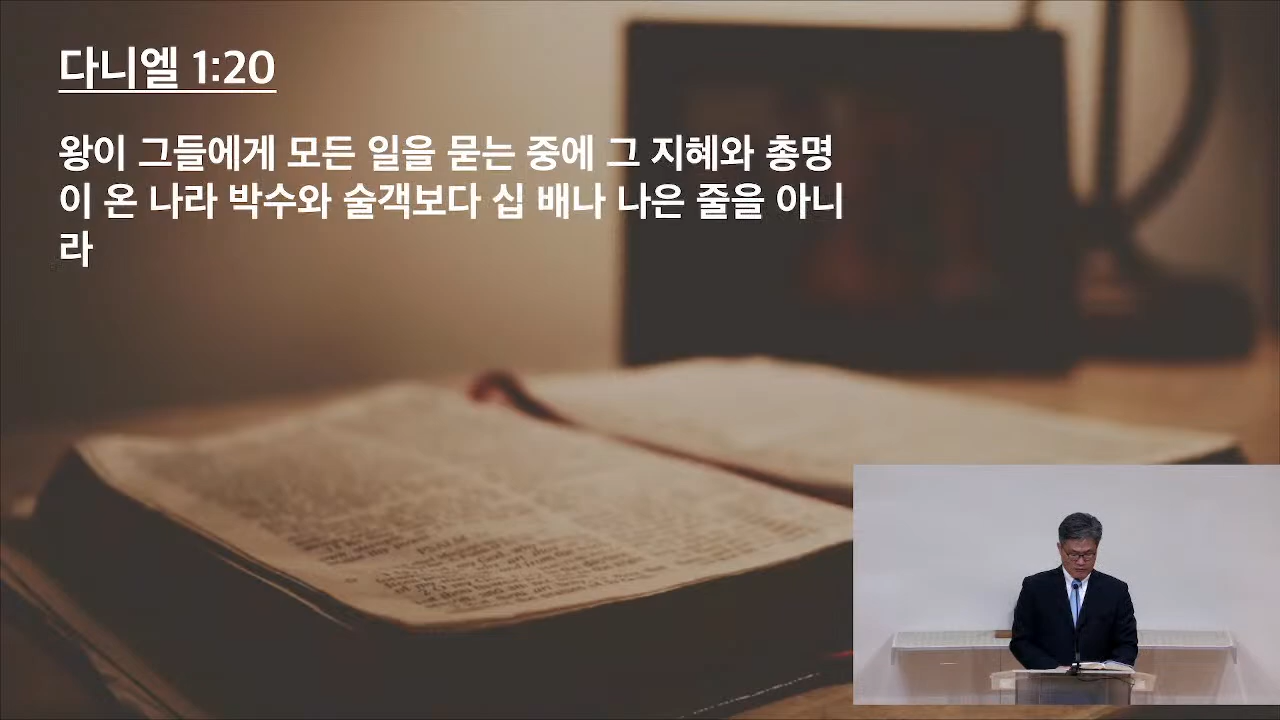 다니엘 1:20
왕이 그들에게 모든 일을 묻는 중에 그 지혜와 총명
이 온 나라 박수와 술객보다 십 배나 나은 줄을 아니
라